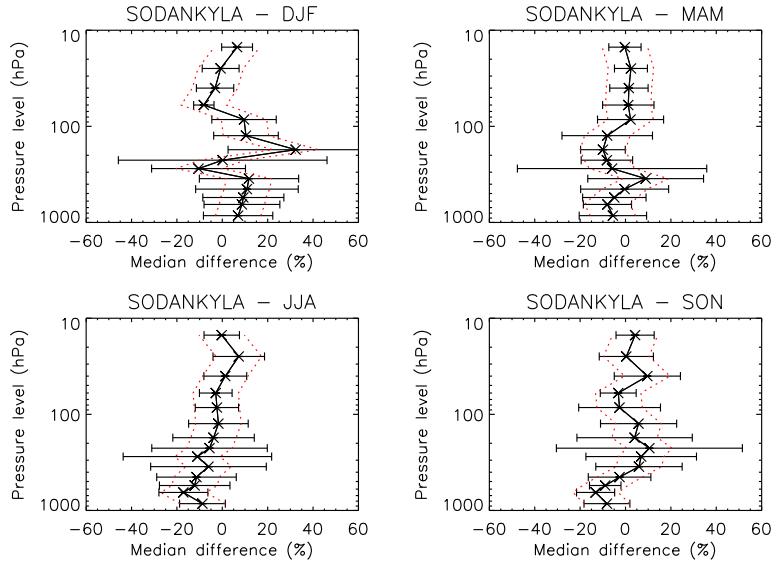 SODANKYLA – DJF
Pressure level (hPa)
10
100
1000
−60 −40 −20 0 20 40 60
Median difference (%)
SODANKYLA – MAM
Pressure level (hPa)
10
100
1000
−60 −40 −20 0 20 40 60
Median difference (%)
SODANKYLA – JJA
Pressure level (hPa)
10
100
1000
−60 −40 −20 0 20 40 60
Median difference (%)
SODANKYLA – SON
Pressure level (hPa)
10
100
1000
−60 −40 −20 0 20 40 60
Median difference (%)